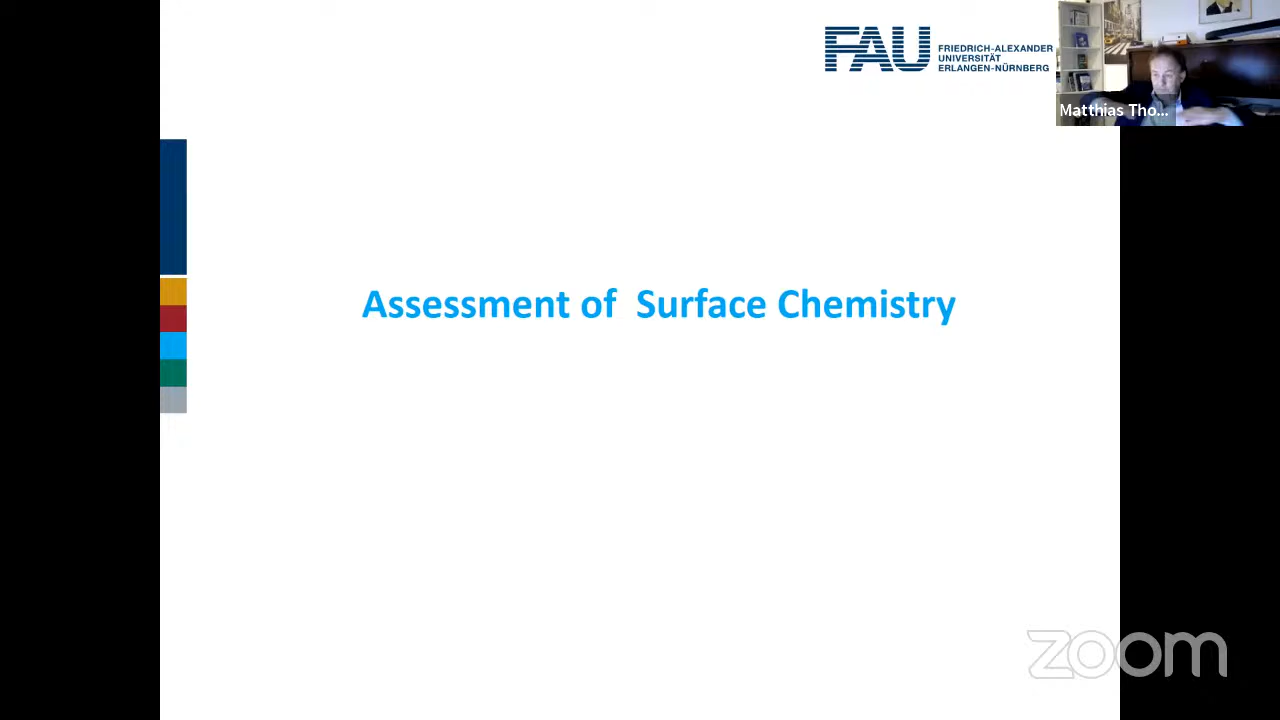 FAU
FRIEDRICH-ALEXANDER
UNIVERSITÄT
ERLANGEN-NÜRNBERG
Matthias Tho...
Assessment of  Surface Chemistry
zoom